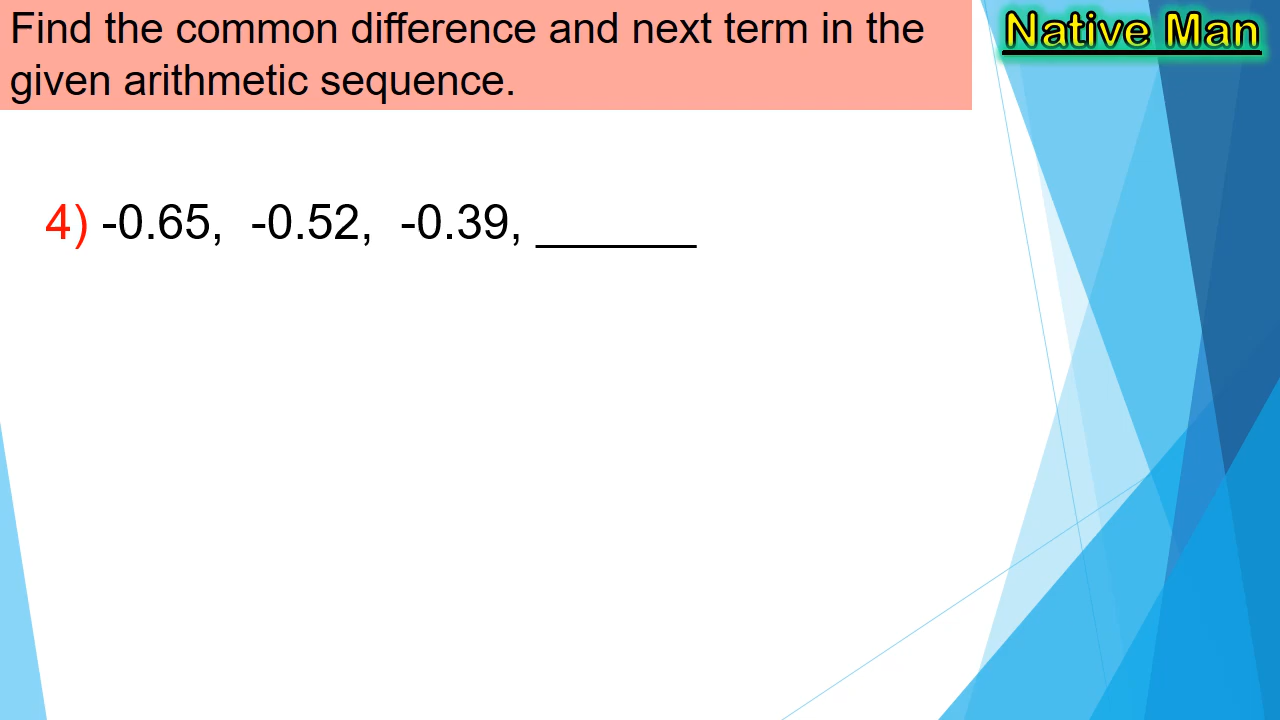 Find the common difference and next term in the
given arithmetic sequence.
Native Man
4) -0.65, -0.52, -0.39, ______